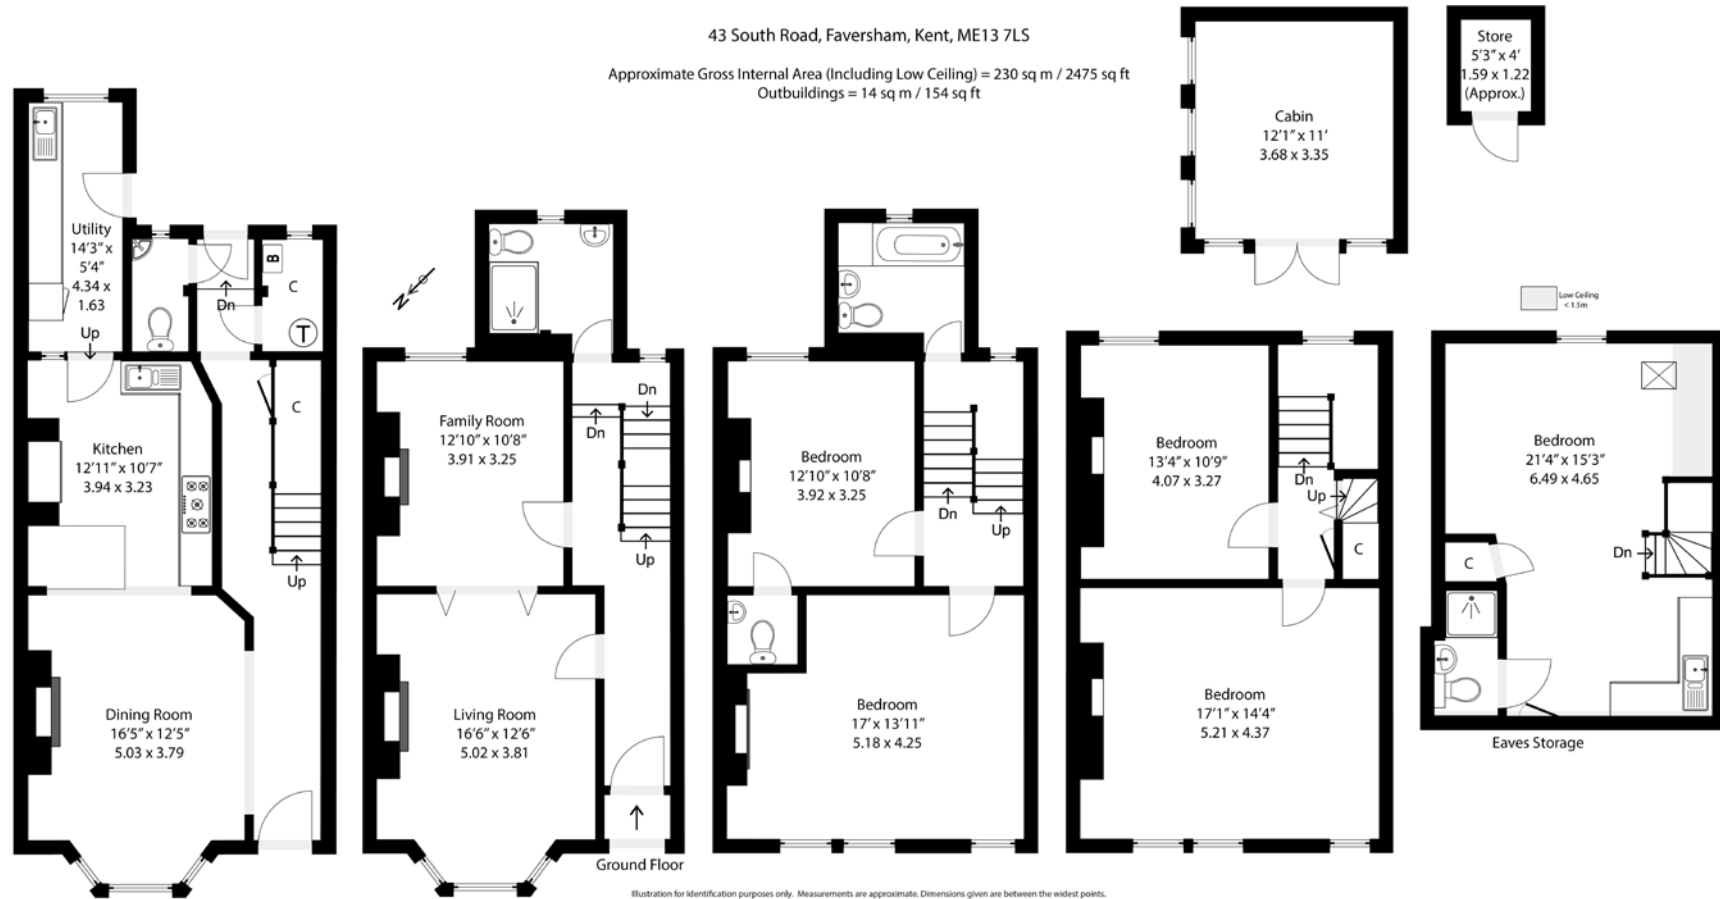 43 South Road, Faversham, Kent, ME13 7LS
Approximate Gross Internal Area (Including Low Ceiling) = 230 sq m / 2475 sq ft
Outbuildings = 14 sq m / 154 sq ft
Store
5'3" x 4'
1.59 x 1.22
(Approx.)
Cabin
12'1" x 11'
3.68 x 3.35
Low Ceiling
< 1.5m
Utility
14'3" x
5'4"
4.34 x
1.63
Up
Dn
B
C
T
C
Kitchen
12'11" x 10'7"
3.94 x 3.23
Up
Dining Room
16'5" x 12'5"
5.03 x 3.79
N
Family Room
12'10" x 10'8"
3.91 x 3.25
Dn
Dn
Up
Living Room
16'6" x 12'6"
5.02 x 3.81
Ground Floor
Bedroom
12'10" x 10'8"
3.92 x 3.25
Dn
Up
Bedroom
17' x 13'11"
5.18 x 4.25
Bedroom
13'4" x 10'9"
4.07 x 3.27
Dn
Up
C
Bedroom
17'1" x 14'4"
5.21 x 4.37
Bedroom
21'4" x 15'3"
6.49 x 4.65
Dn
C
Eaves Storage
Illustration for identification purposes only. Measurements are approximate. Dimensions given are between the widest points.